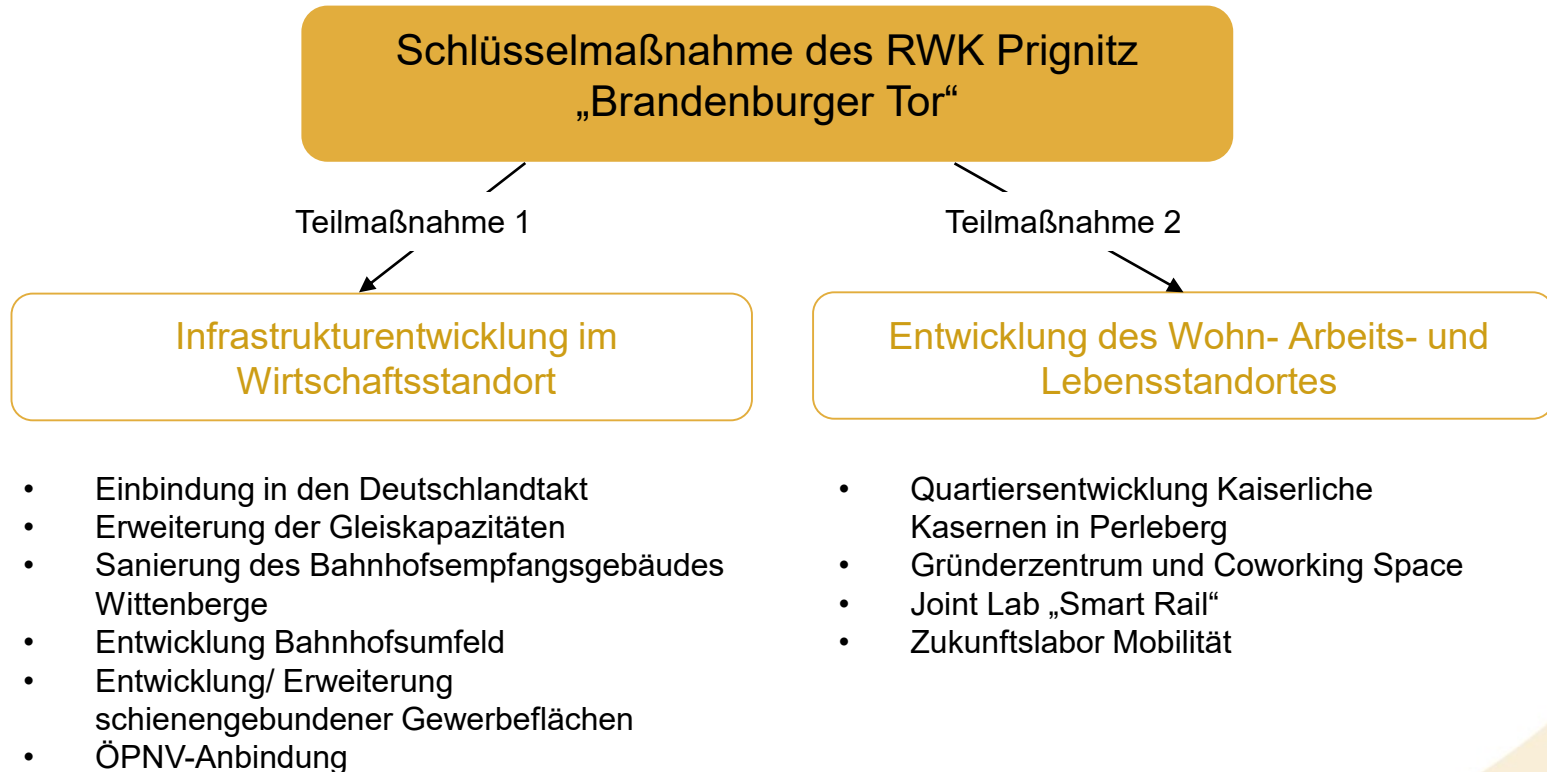 Schlüsselmaßnahme des RWK Prignitz
„Brandenburger Tor“
Teilmaßnahme 1
Infrastrukturentwicklung im
Wirtschaftsstandort
• Einbindung in den Deutschlandtakt
• Erweiterung der Gleiskapazitäten
• Sanierung des Bahnhofsempfangsgebäudes
Wittenberge
• Entwicklung Bahnhofsumfeld
• Entwicklung/ Erweiterung
schienengebundener Gewerbeflächen
• ÖPNV-Anbindung
Teilmaßnahme 2
Entwicklung des Wohn- Arbeits- und
Lebensstandortes
• Quartiersentwicklung Kaiserliche
Kasernen in Perleberg
• Gründerzentrum und Coworking Space
• Joint Lab „Smart Rail“
• Zukunftslabor Mobilität